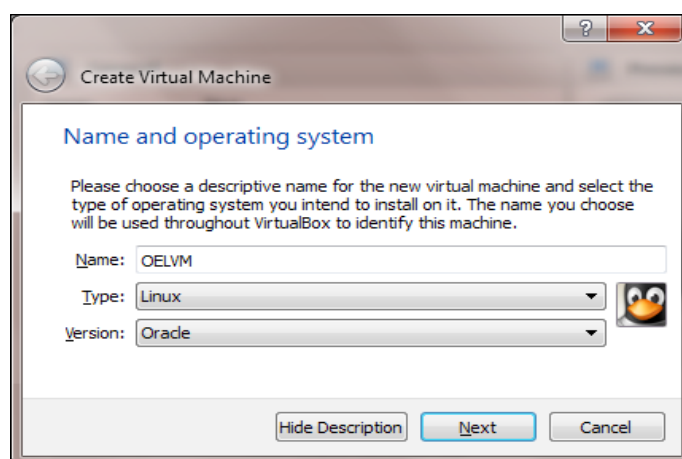 Create Virtual Machine
Name and operating system
Please choose a descriptive name for the new virtual machine and select the
type of operating system you intend to install on it. The name you choose
will be used throughout VirtualBox to identify this machine.
Name: OELVM
Type: Linux
Version: Oracle
Hide Description Next Cancel